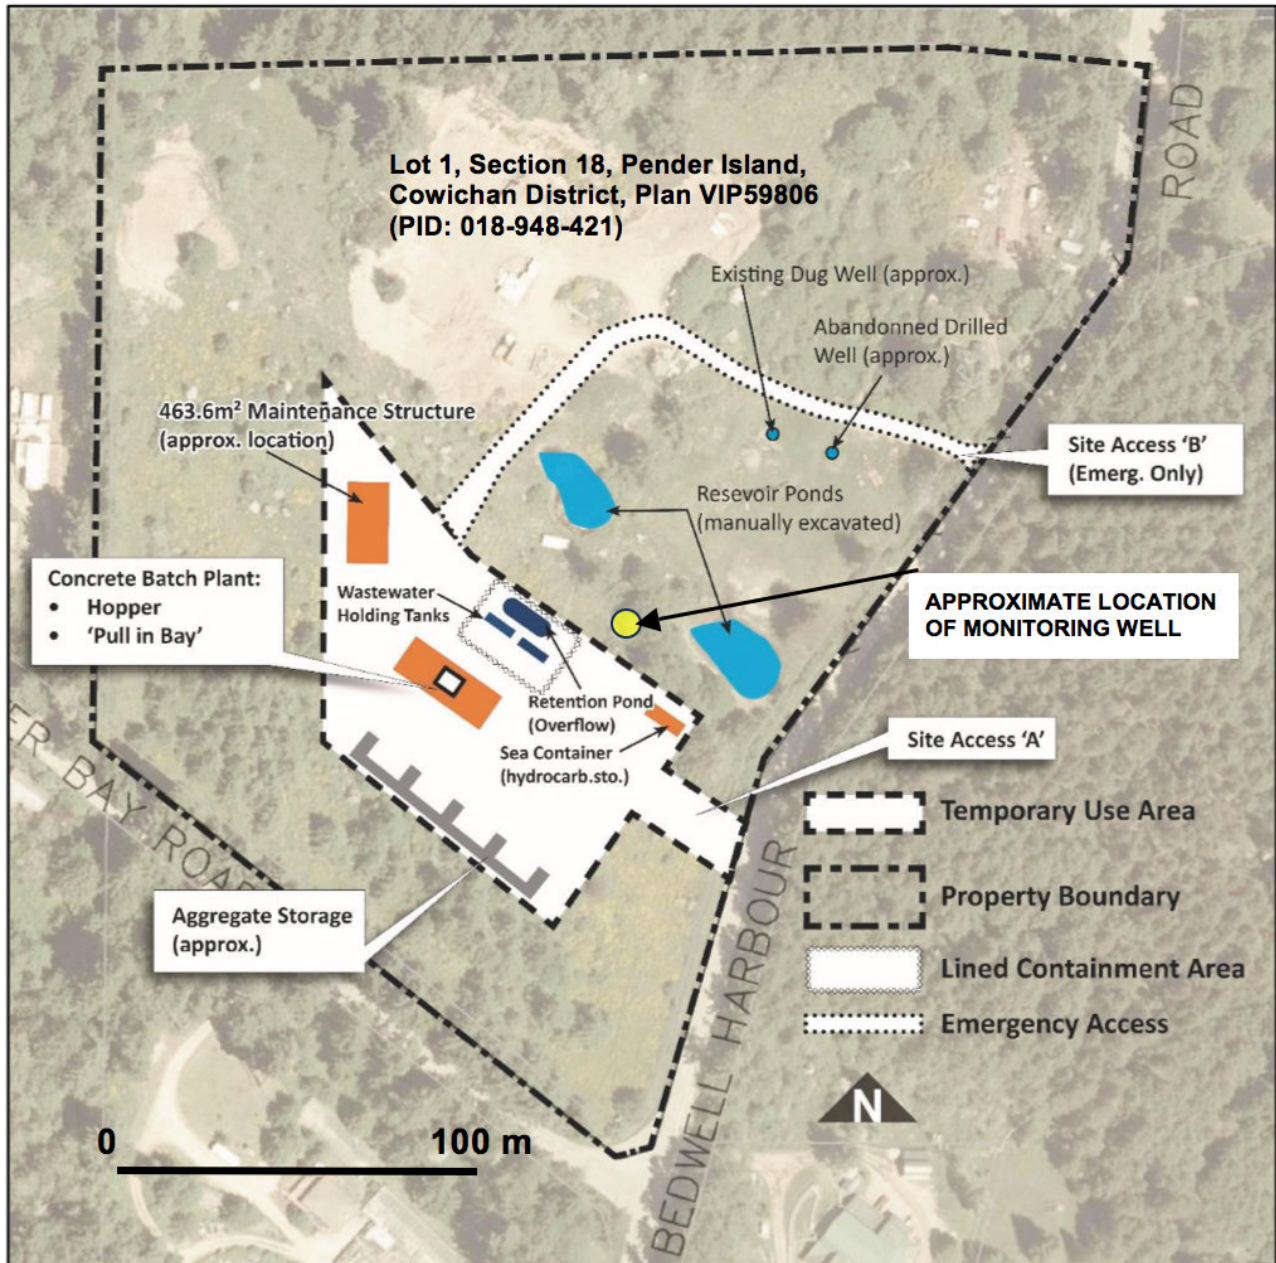 ROAD
Lot 1, Section 18, Pender Island,
Cowichan District, Plan VIP59806
(PID: 018-948-421)
Existing Dug Well (approx.)
Abandonned Drilled
Well (approx.)
463.6m² Maintenance Structure
(approx. location)
Site Access ‘B’
(Emerg. Only)
Resevoir Ponds
(manually excavated)
Concrete Batch Plant:
• Hopper
• ‘Pull in Bay’
Wastewater
Holding Tanks
APPROXIMATE LOCATION
OF MONITORING WELL
Retention Pond
(Overflow)
Sea Container
(hydrocarb.sto.)
Site Access ‘A’
ER BAY ROAD
Temporary Use Area
Property Boundary
Aggregate Storage
(approx.)
Lined Containment Area
Emergency Access
BEDWELL HARBOUR
N
0 100 m